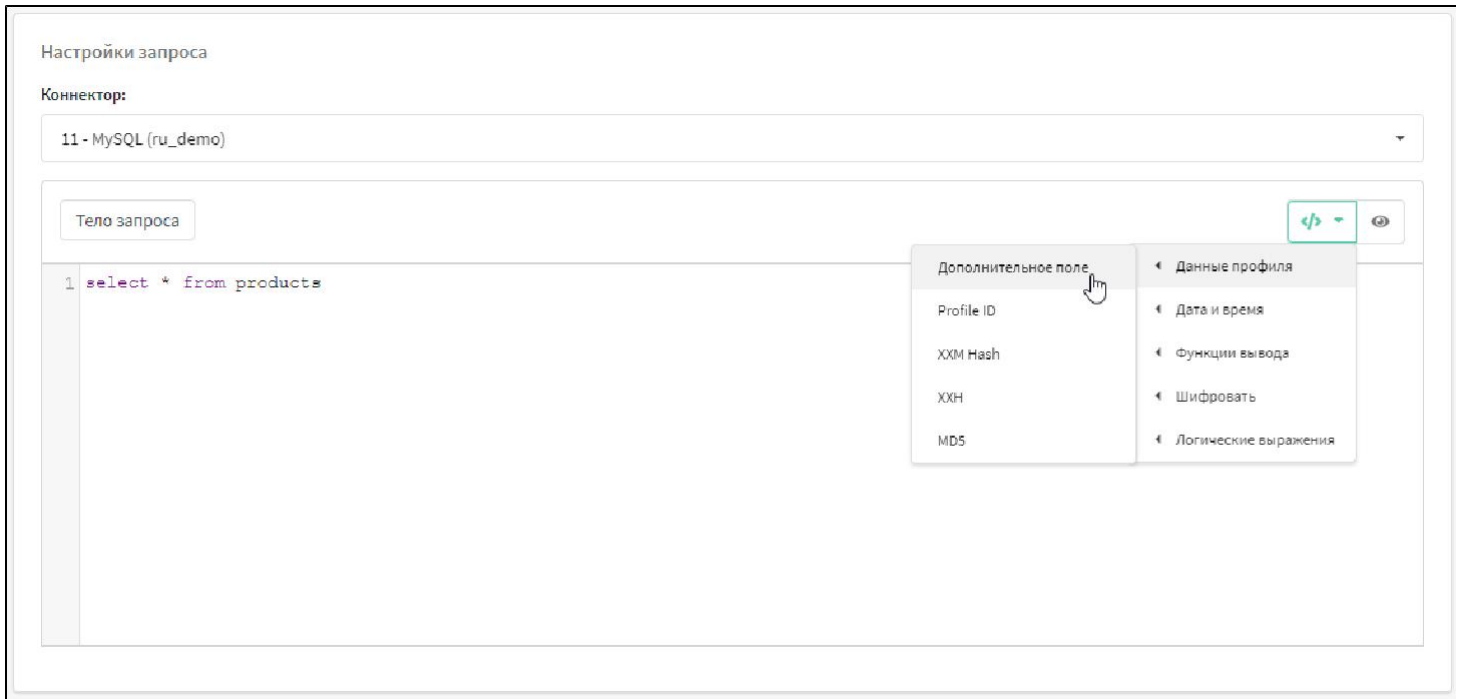 Настройки запроса
Коннектор:
11 - MySQL (ru_demo)
Тело запроса
</>
1 select * from products
Дополнительное поле
Profile ID
XXM Hash
XXH
MD5
Данные профиля
Дата и время
Функции вывода
Шифровать
Логические выражения